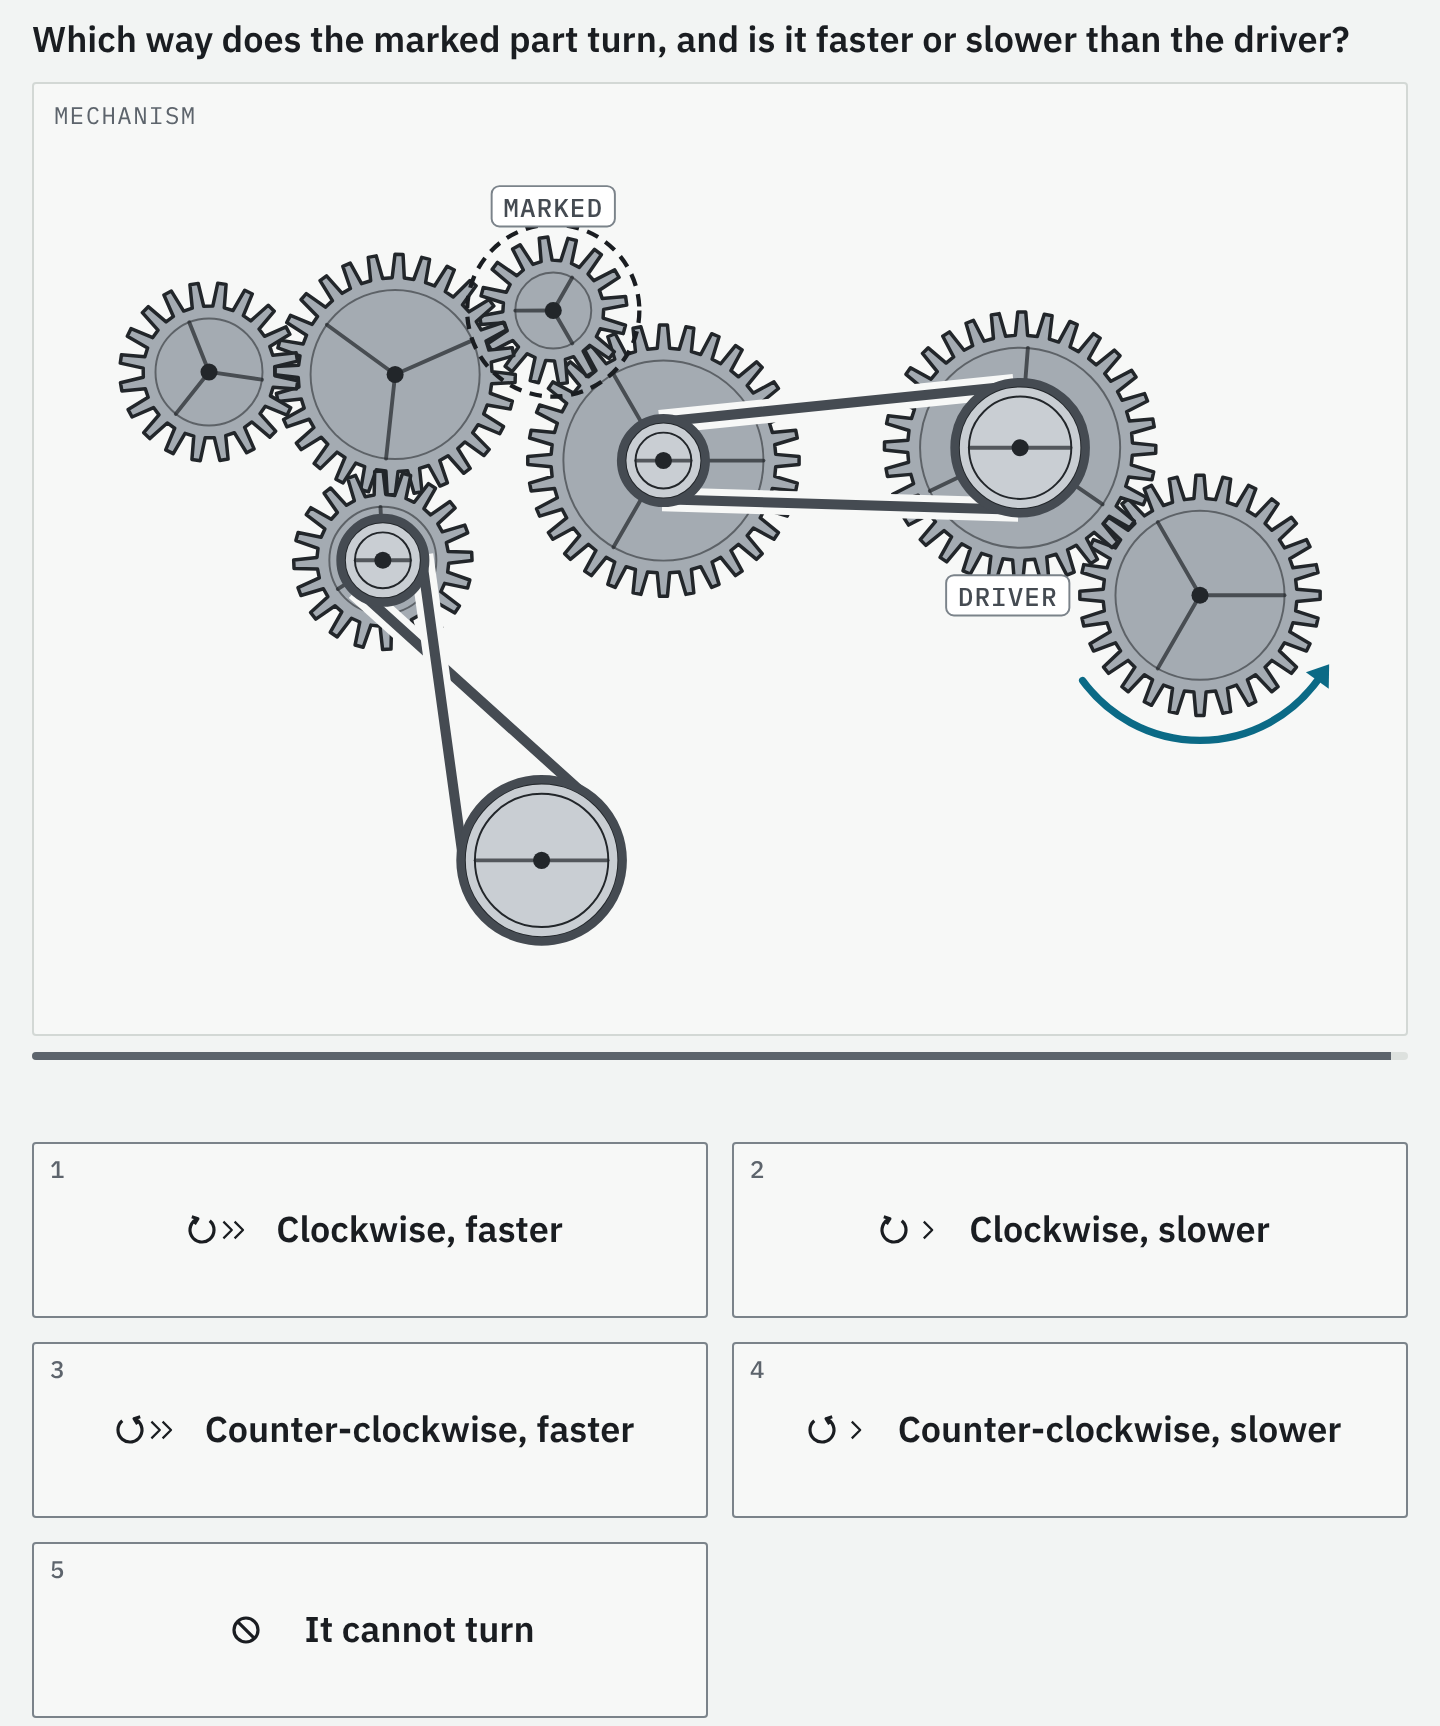 Which way does the marked part turn, and is it faster or slower than the driver?
MECHANISM
MARKED
DRIVER
1
Clockwise, faster
2
Clockwise, slower
3
Counter-clockwise, faster
4
Counter-clockwise, slower
5
It cannot turn